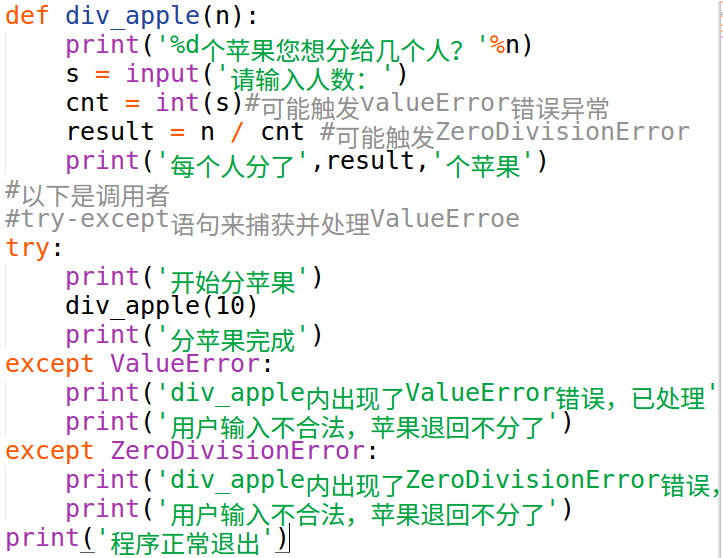 def div_apple(n):
    print('%d个苹果您想分给几个人？'%n)
    s = input('请输入人数：')
    cnt = int(s)#可能触发valueError错误异常
    result = n / cnt #可能触发ZeroDivisionError
    print('每个人分了',result,'个苹果')
#以下是调用者
#try-except语句来捕获并处理ValueErroe
try:
    print('开始分苹果')
    div_apple(10)
    print('分苹果完成')
except ValueError:
    print('div_apple内出现了ValueError错误，已处理'
    print('用户输入不合法，苹果退回不分了')
except ZeroDivisionError:
    print('div_apple内出现了ZeroDivisionError错误，
    print('用户输入不合法，苹果退回不分了')
print('程序正常退出')